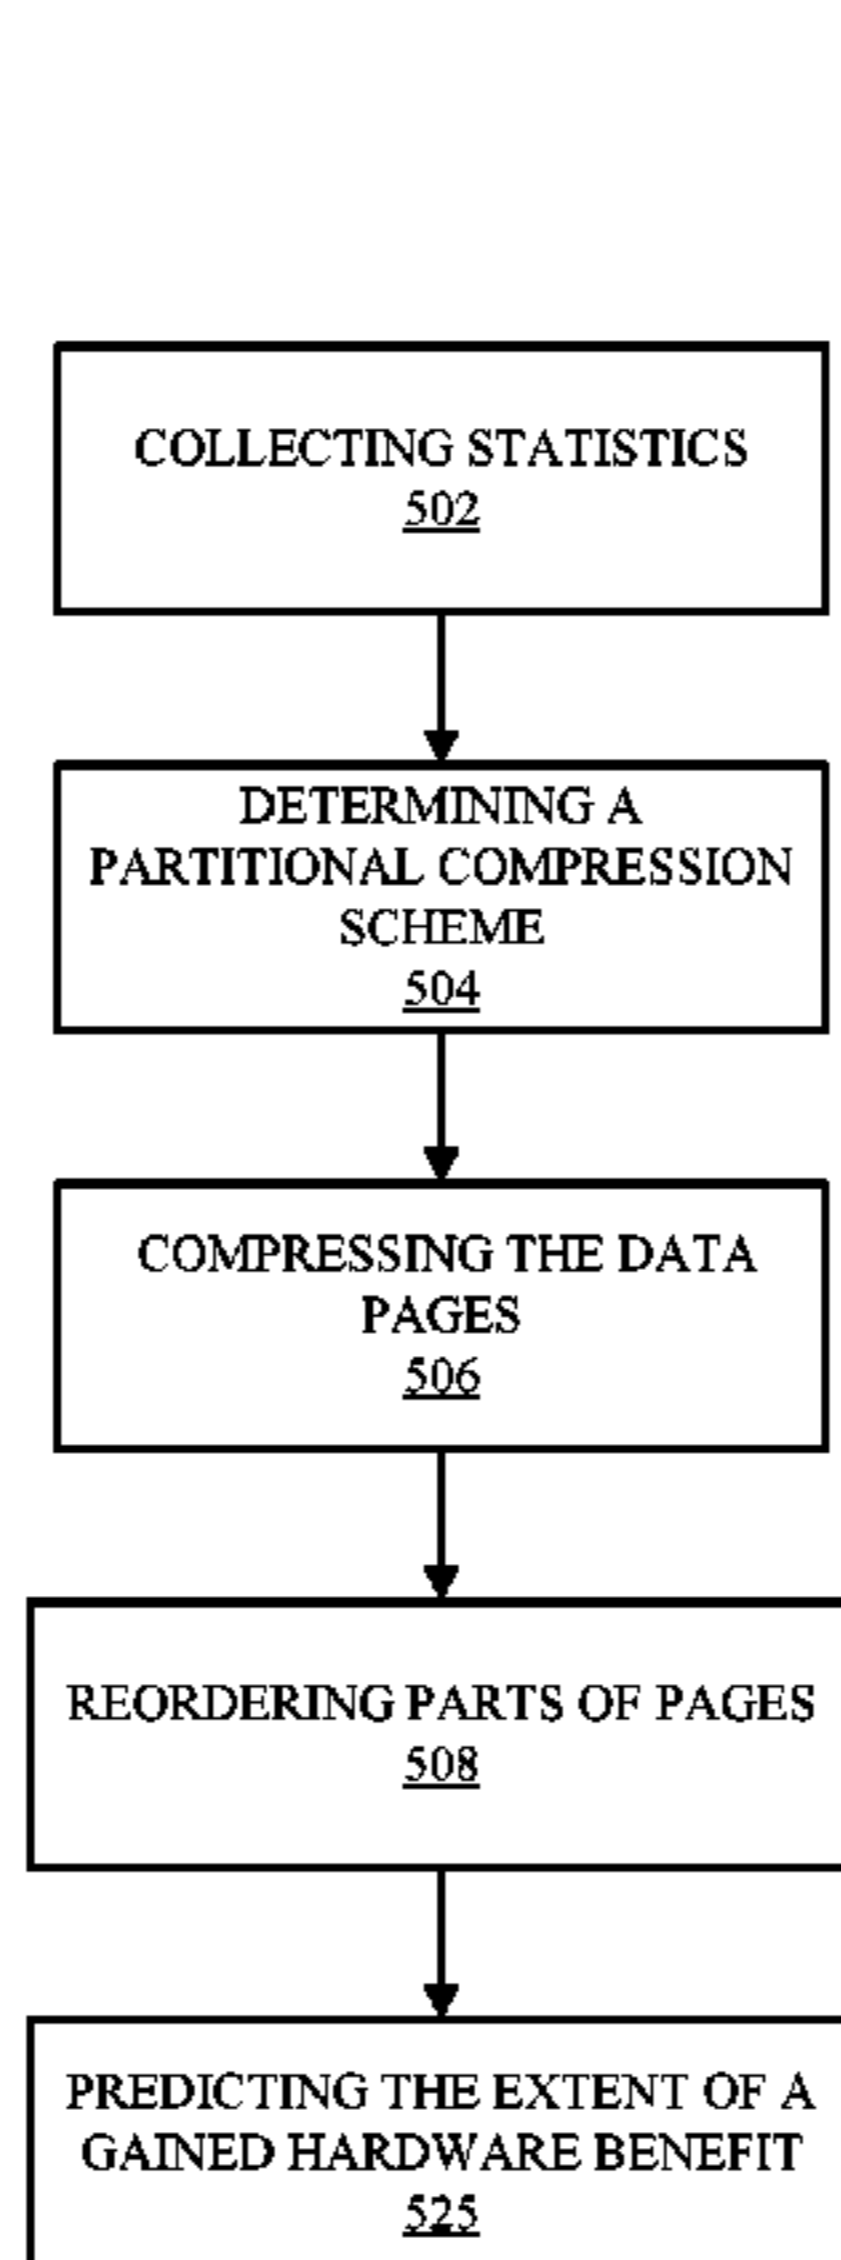 COLLECTING STATISTICS
502
DETERMINING A
PARTITIONAL COMPRESSION
SCHEME
504
COMPRESSING THE DATA
PAGES
506
REORDERING PARTS OF PAGES
508
PREDICTING THE EXTENT OF A
GAINED HARDWARE BENEFIT
525